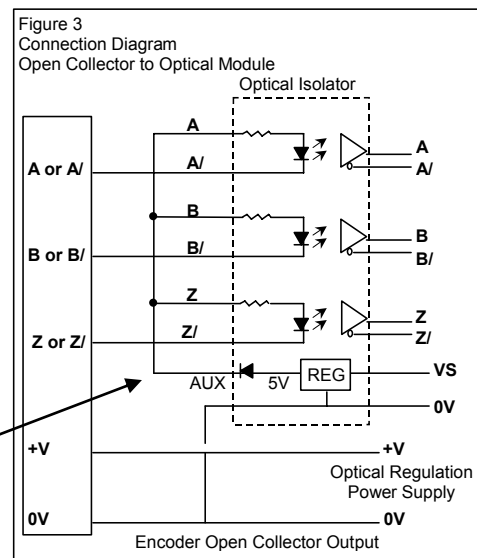 Figure 3
Connection Diagram
Open Collector to Optical Module
Optical Isolator
A
A
A or A/
A/
A/
B
B
B or B/
B/
B/
Z
Z
Z or Z/
Z/
Z/
AUX
5V
REG
VS
0V
+V
+V
Optical Regulation
Power Supply
0V
0V
Encoder Open Collector Output